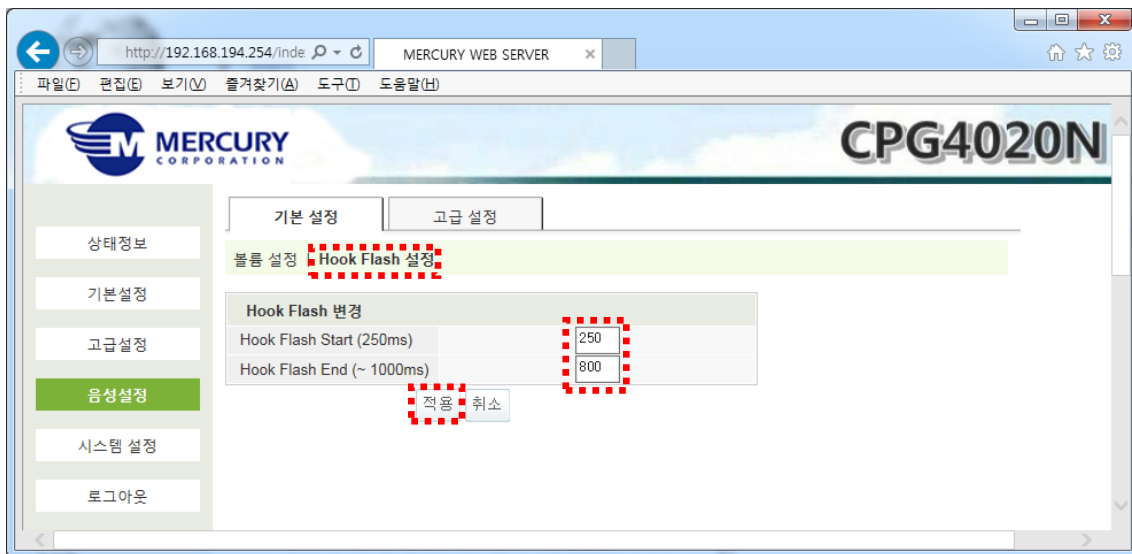 http://192.168.194.254/inde
MERCURY WEB SERVER
파일(F) 편집(E) 보기(V) 즐겨찾기(A) 도구(T) 도움말(H)
MERCURY
CORPORATION
CPG4020N
기본 설정
고급 설정
상태정보
기본설정
고급설정
음성설정
시스템 설정
로그아웃
볼륨 설정 | Hook Flash 설정
Hook Flash 변경
Hook Flash Start (250ms) 250
Hook Flash End (~ 1000ms) 800
적용 취소